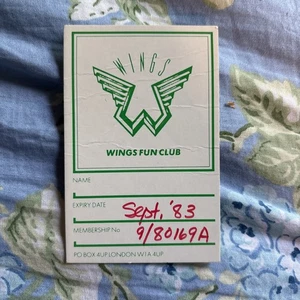 WINGS
WINGS FUN CLUB
NAME
EXPIRY DATE Sept, '83
MEMBERSHIP No 9/80169A
PO BOX 4UP, LONDON W1A 4UP